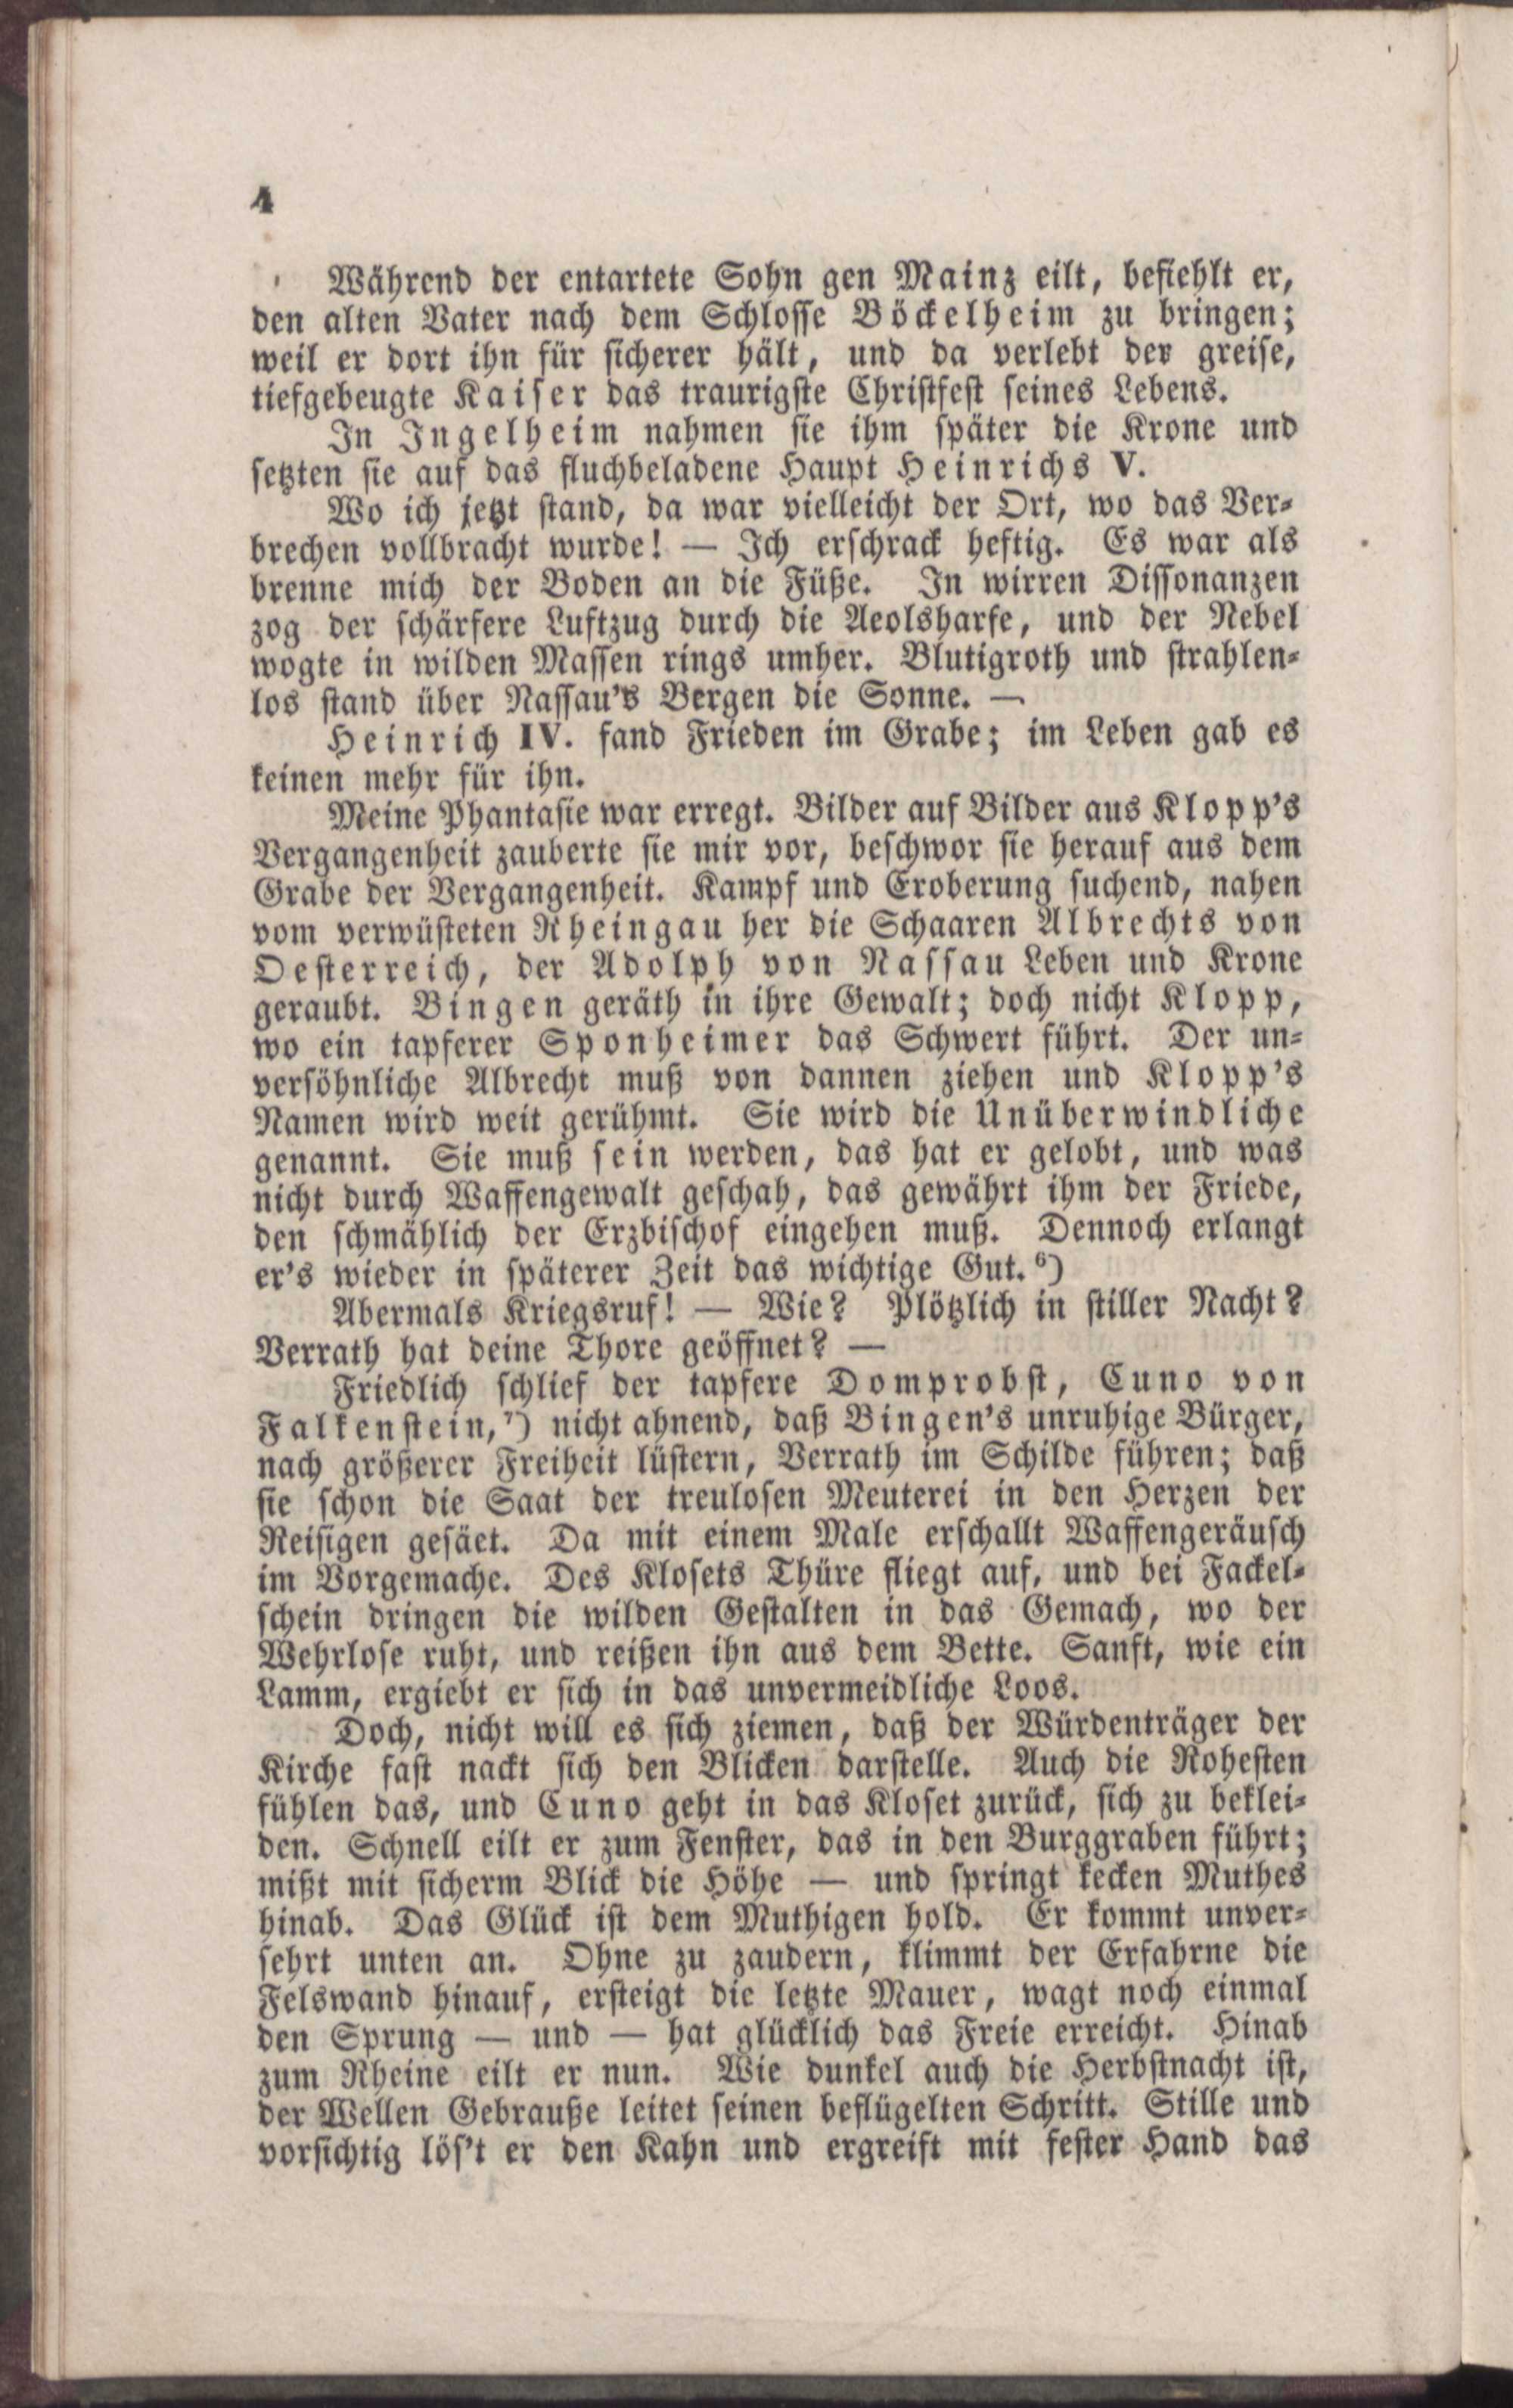 4
Während der entartete Sohn gen Mainz eilt, befiehlt er,
den alten Vater nach dem Schlosse Böckelheim zu bringen;
weil er dort ihn für sicherer hält, und da verlebt der greise,
tiefgebeugte Kaiser das traurigste Christfest seines Lebens.
In Ingelheim nahmen sie ihm später die Krone und
setzten sie auf das fluchbeladene Haupt Heinrichs V.
Wo ich jetzt stand, da war vielleicht der Ort, wo das Ver-
brechen vollbracht wurde! — Ich erschrack heftig. Es war als
brenne mich der Boden an die Füße. In wirren Dissonanzen
zog der schärfere Luftzug durch die Aeolsharfe, und der Nebel
wogte in wilden Massen rings umher. Blutigroth und strahlen-
los stand über Nassau's Bergen die Sonne. —
Heinrich IV. fand Frieden im Grabe; im Leben gab es
keinen mehr für ihn.
Meine Phantasie war erregt. Bilder auf Bilder aus Klopp's
Vergangenheit zauberte sie mir vor, beschwor sie herauf aus dem
Grabe der Vergangenheit. Kampf und Eroberung suchend, nahen
vom verwüsteten Rheingau her die Schaaren Albrechts von
Oesterreich, der Adolph von Nassau Leben und Krone
geraubt. Bingen geräth in ihre Gewalt; doch nicht Klopp,
wo ein tapferer Sponheimer das Schwert führt. Der un-
versöhnliche Albrecht muß von dannen ziehen und Klopp's
Namen wird weit gerühmt. Sie wird die Unüberwindliche
genannt. Sie muß sein werden, das hat er gelobt, und was
nicht durch Waffengewalt geschah, das gewährt ihm der Friede,
den schmählich der Erzbischof eingehen muß. Dennoch erlangt
er's wieder in späterer Zeit das wichtige Gut.⁶)
Abermals Kriegsruf! — Wie? Plötzlich in stiller Nacht?
Verrath hat deine Thore geöffnet? —
Friedlich schlief der tapfere Domprobst, Cuno von
Falkenstein,⁷) nicht ahnend, daß Bingen's unruhige Bürger,
nach größerer Freiheit lüstern, Verrath im Schilde führen; daß
sie schon die Saat der treulosen Meuterei in den Herzen der
Reisigen gesäet. Da mit einem Male erschallt Waffengeräusch
im Vorgemache. Des Klosets Thüre fliegt auf, und bei Fackel-
schein dringen die wilden Gestalten in das Gemach, wo der
Wehrlose ruht, und reißen ihn aus dem Bette. Sanft, wie ein
Lamm, ergiebt er sich in das unvermeidliche Loos.
Doch, nicht will es sich ziemen, daß der Würdenträger der
Kirche fast nackt sich den Blicken darstelle. Auch die Rohesten
fühlen das, und Cuno geht in das Kloset zurück, sich zu beklei-
den. Schnell eilt er zum Fenster, das in den Burggraben führt;
mißt mit sicherm Blick die Höhe — und springt kecken Muthes
hinab. Das Glück ist dem Muthigen hold. Er kommt unver-
sehrt unten an. Ohne zu zaudern, klimmt der Erfahrne die
Felswand hinauf, ersteigt die letzte Mauer, wagt noch einmal
den Sprung — und — hat glücklich das Freie erreicht. Hinab
zum Rheine eilt er nun. Wie dunkel auch die Herbstnacht ist,
der Wellen Gebrauße leitet seinen beflügelten Schritt. Stille und
vorsichtig lös't er den Kahn und ergreift mit fester Hand das